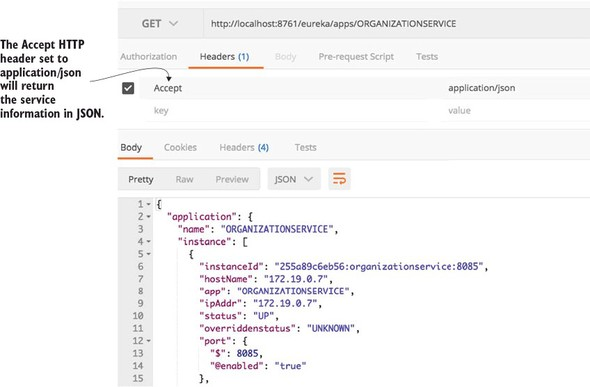 GET http://localhost:8761/eureka/apps/ORGANIZATIONSERVICE
Authorization Headers (1) Body Pre-request Script Tests
The Accept HTTP
header set to
application/json
will return
the service
information in JSON.
Accept application/json
key value
Body Cookies Headers (4) Tests
Pretty Raw Preview JSON
1 {
2 "application": {
3 "name": "ORGANIZATIONSERVICE",
4 "instance": [
5 {
6 "instanceId": "255a89c6eb56:organizationservice:8085",
7 "hostName": "172.19.0.7",
8 "app": "ORGANIZATIONSERVICE",
9 "ipAddr": "172.19.0.7",
10 "status": "UP",
11 "overriddenstatus": "UNKNOWN",
12 "port": {
13 "$": 8085,
14 "@enabled": "true"
15 },